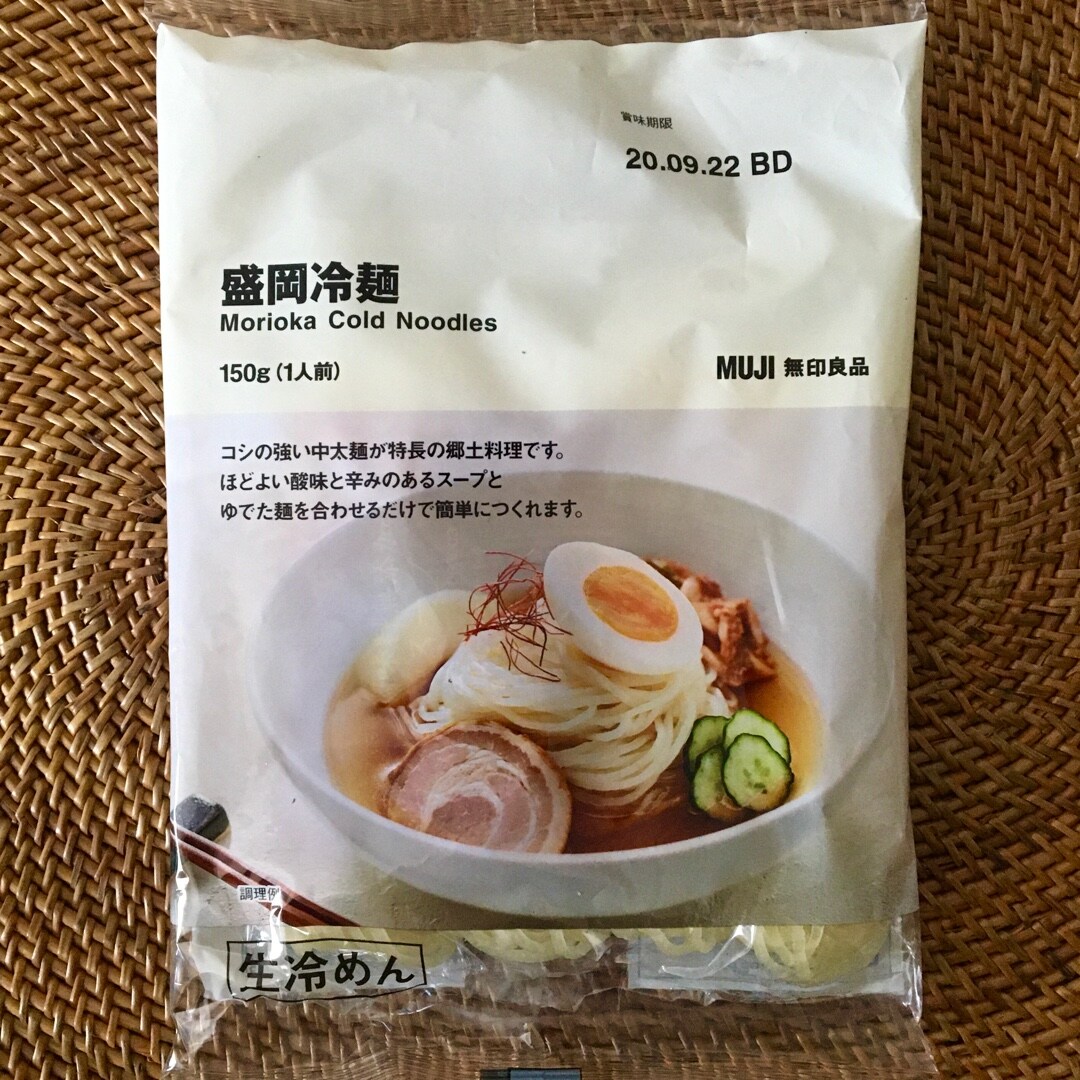 賞味期限
20.09.22 BD
盛岡冷麺
Morioka Cold Noodles
150g (1人前)
MUJI 無印良品
コシの強い中太麺が特長の郷土料理です。
ほどよい酸味と辛みのあるスープと
ゆでた麺を合わせるだけで簡単につくれます。
調理例
生冷めん